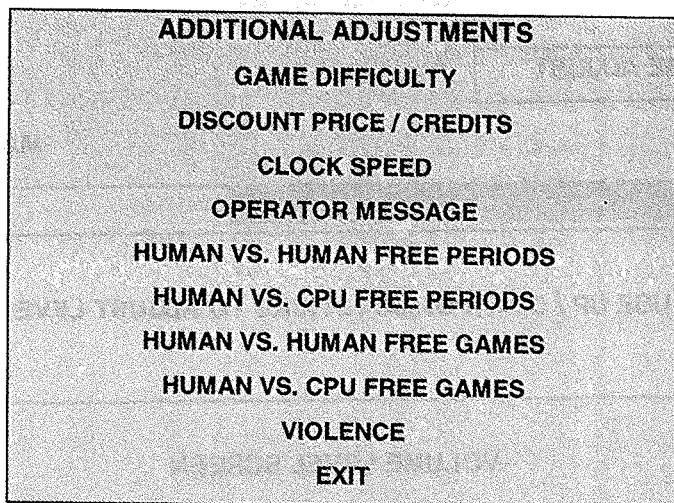 ADDITIONAL ADJUSTMENTS
GAME DIFFICULTY
DISCOUNT PRICE / CREDITS
CLOCK SPEED
OPERATOR MESSAGE
HUMAN VS. HUMAN FREE PERIODS
HUMAN VS. CPU FREE PERIODS
HUMAN VS. HUMAN FREE GAMES
HUMAN VS. CPU FREE GAMES
VIOLENCE
EXIT